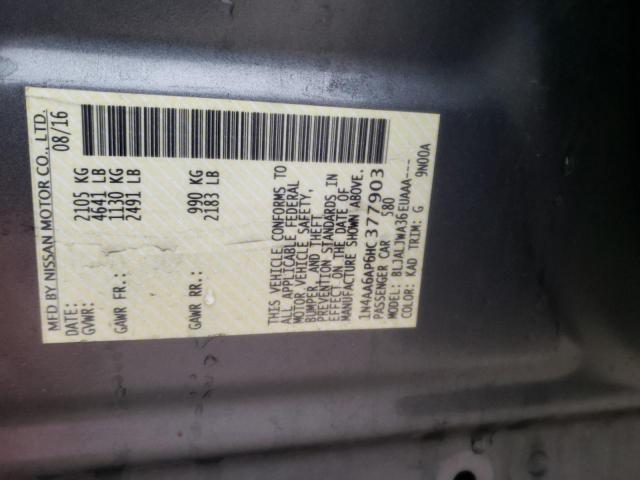 MFD BY NISSAN MOTOR CO., LTD.
DATE: 08/16
GVWR: 2105 KG
4641 LB
GAWR FR.: 1130 KG
2491 LB
GAWR RR.: 990 KG
2183 LB
THIS VEHICLE CONFORMS TO
ALL APPLICABLE FEDERAL
MOTOR VEHICLE SAFETY,
BUMPER, AND THEFT
PREVENTION STANDARDS IN
EFFECT ON THE DATE OF
MANUFACTURE SHOWN ABOVE.
1N4AA6AP6HC377903
PASSENGER CAR 580
MODEL: BLJALJWA36EUAAA----
COLOR: KAD TRIM: G 9N00A